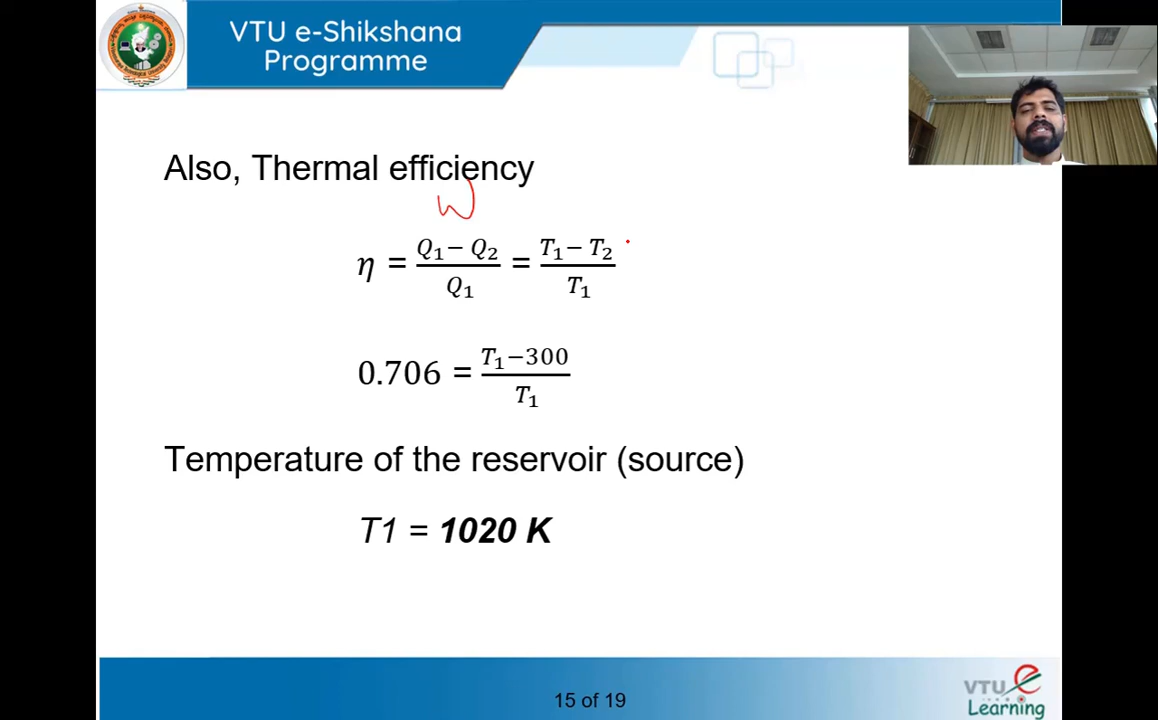 VTU e-Shikshana
Programme
Also, Thermal efficiency
W
η = (Q₁ − Q₂)/Q₁ = (T₁ − T₂)/T₁
0.706 = (T₁−300)/T₁
Temperature of the reservoir (source)
T1 = 1020 K
15 of 19
VTU e
Learning